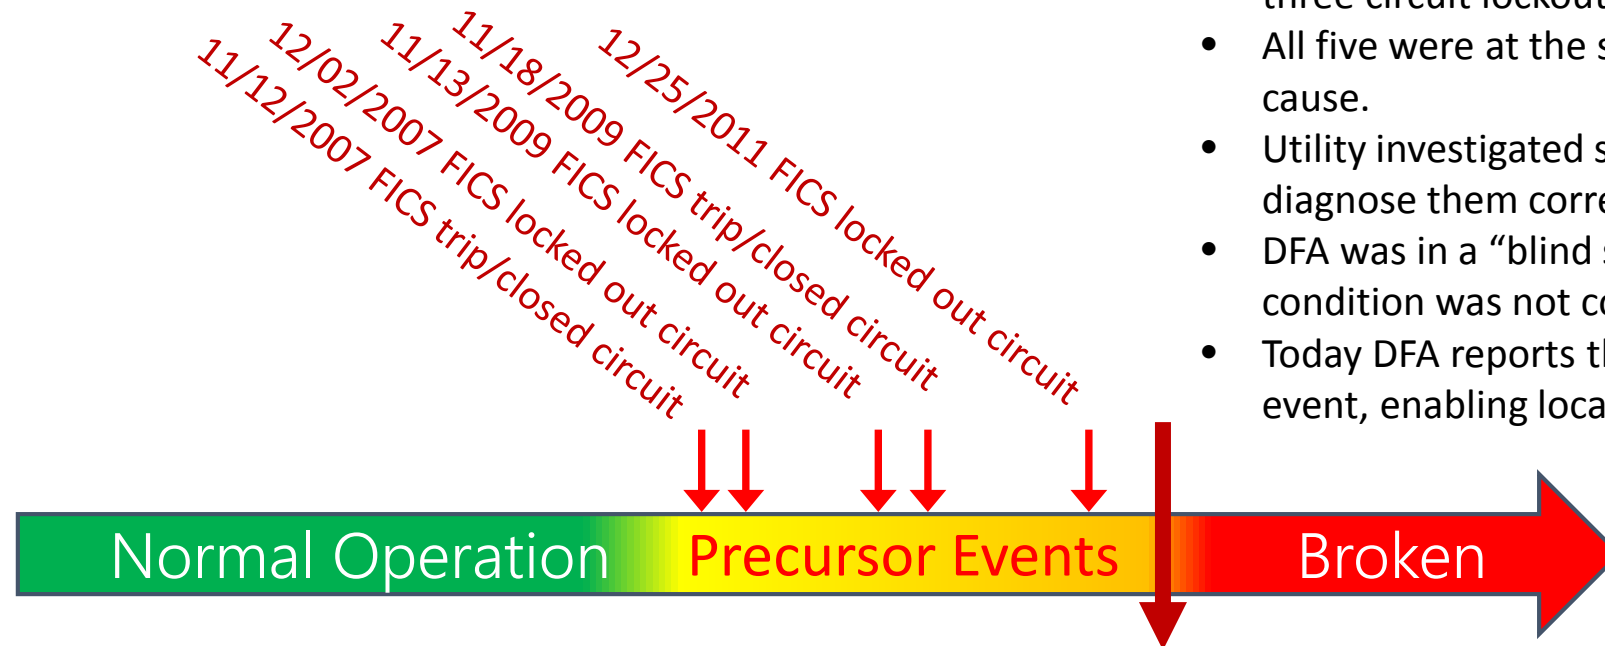 11/12/2007 FICS trip/closed circuit
12/02/2007 FICS locked out circuit
11/13/2009 FICS locked out circuit
11/18/2009 FICS trip/closed circuit
12/25/2011 FICS locked out circuit
three circuit lockout
• All five were at the s
cause.
• Utility investigated s
diagnose them corre
• DFA was in a “blind s
condition was not co
• Today DFA reports th
event, enabling loca
Normal Operation Precursor Events Broken